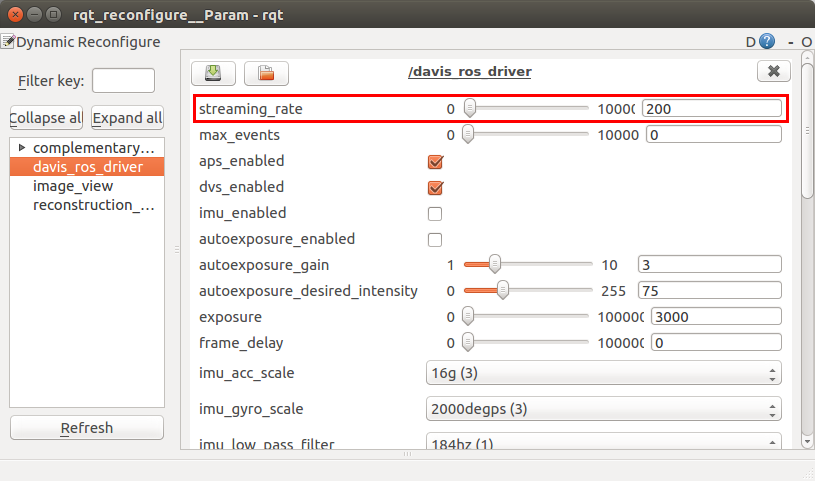 rqt_reconfigure__Param - rqt
Dynamic Reconfigure D ? - O
Filter key:
Collapse all Expand all
complementary...
davis_ros_driver
image_view
reconstruction_...
Refresh
/davis_ros_driver
streaming_rate 0 10000 200
max_events 0 10000 0
aps_enabled
dvs_enabled
imu_enabled
autoexposure_enabled
autoexposure_gain 1 10 3
autoexposure_desired_intensity 0 255 75
exposure 0 100000 3000
frame_delay 0 100000 0
imu_acc_scale 16g (3)
imu_gyro_scale 2000degps (3)
imu_low_pass_filter 184hz (1)